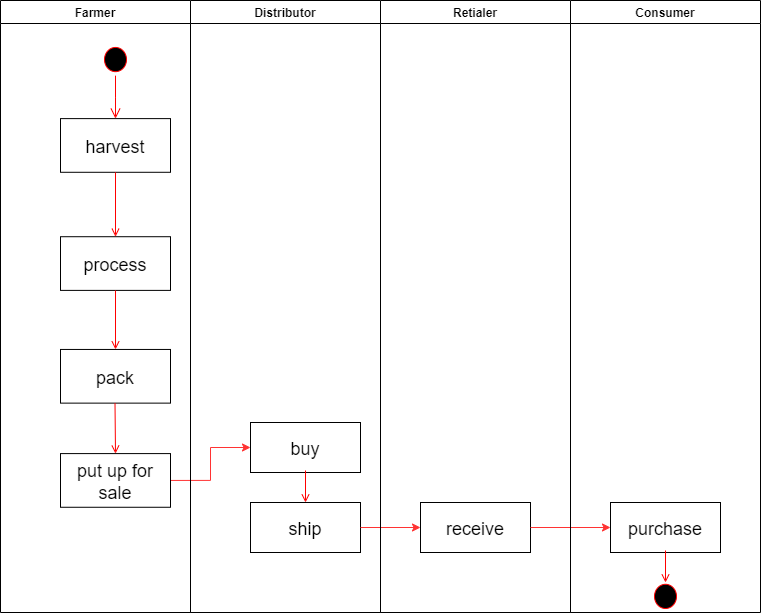 Farmer
Distributor
Retialer
Consumer
harvest
process
pack
put up for
sale
buy
ship
receive
purchase